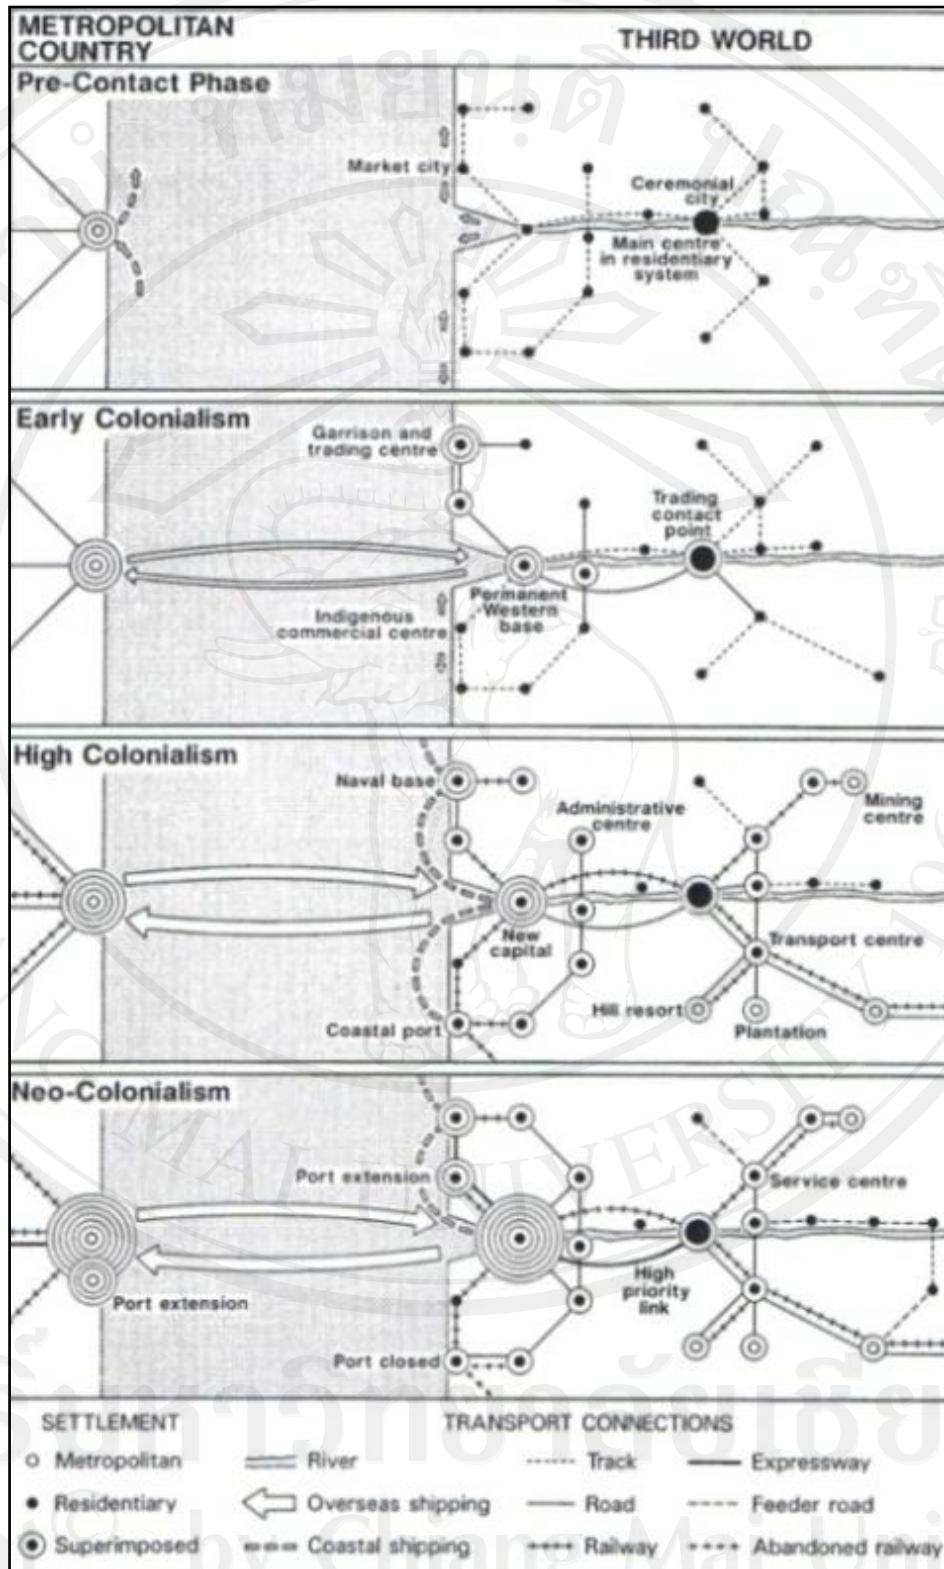 METROPOLITAN
COUNTRY
THIRD WORLD
Pre-Contact Phase
Market city
Ceremonial
city
Main centre
in residentiary
system
Early Colonialism
Garrison and
trading centre
Trading
contact
point
Permanent
Western
base
Indigenous
commercial centre
High Colonialism
Naval base
Administrative
centre
Mining
centre
New
capital
Transport centre
Hill resort
Plantation
Coastal port
Neo-Colonialism
Port extension
Service centre
High
priority
link
Port extension
Port closed
SETTLEMENT
TRANSPORT CONNECTIONS
Metropolitan
River
Track
Expressway
Residentiary
Overseas shipping
Road
Feeder road
Superimposed
Coastal shipping
Railway
Abandoned railway
by Chiang Mai Uni